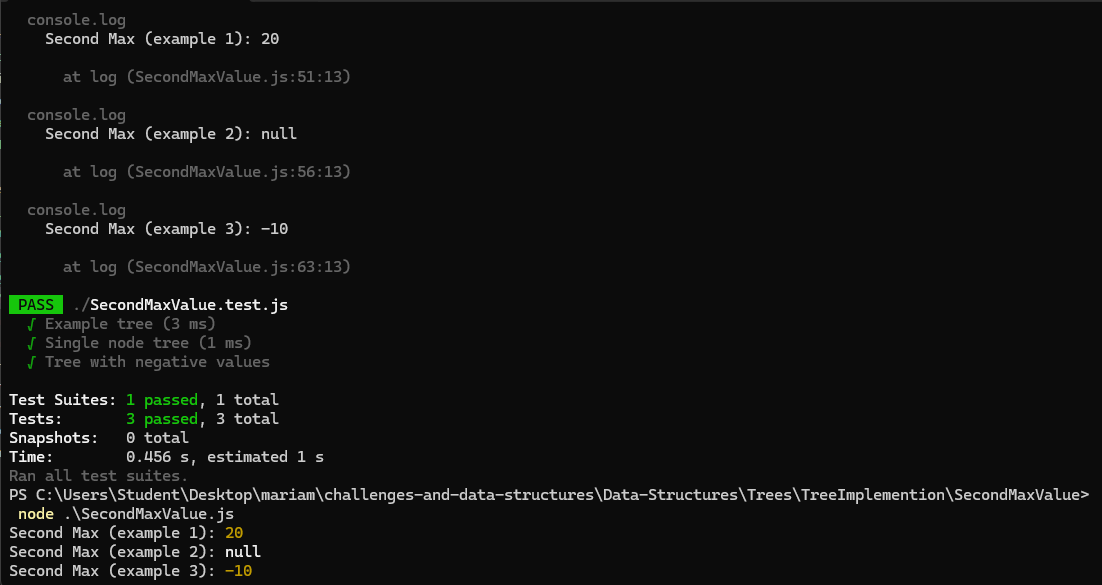 console.log
Second Max (example 1): 20
at log (SecondMaxValue.js:51:13)
console.log
Second Max (example 2): null
at log (SecondMaxValue.js:56:13)
console.log
Second Max (example 3): -10
at log (SecondMaxValue.js:63:13)
PASS ./SecondMaxValue.test.js
√ Example tree (3 ms)
√ Single node tree (1 ms)
√ Tree with negative values
Test Suites: 1 passed, 1 total
Tests: 3 passed, 3 total
Snapshots: 0 total
Time: 0.456 s, estimated 1 s
Ran all test suites.
PS C:\Users\Student\Desktop\mariam\challenges-and-data-structures\Data-Structures\Trees\TreeImplemention\SecondMaxValue>
node .\SecondMaxValue.js
Second Max (example 1): 20
Second Max (example 2): null
Second Max (example 3): -10